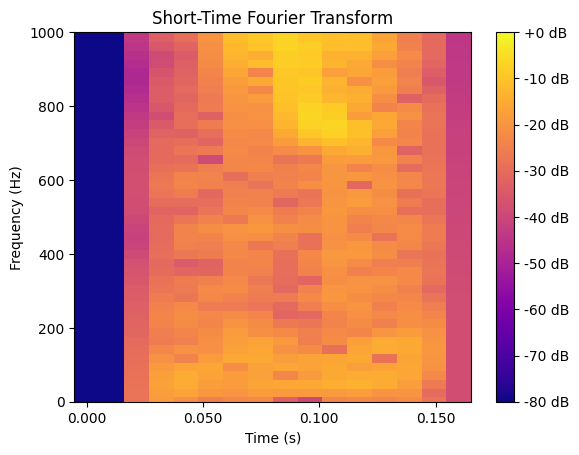 Short-Time Fourier Transform
Frequency (Hz)
1000
800
600
400
200
0
0.000
0.050
0.100
0.150
Time (s)
+0 dB
-10 dB
-20 dB
-30 dB
-40 dB
-50 dB
-60 dB
-70 dB
-80 dB